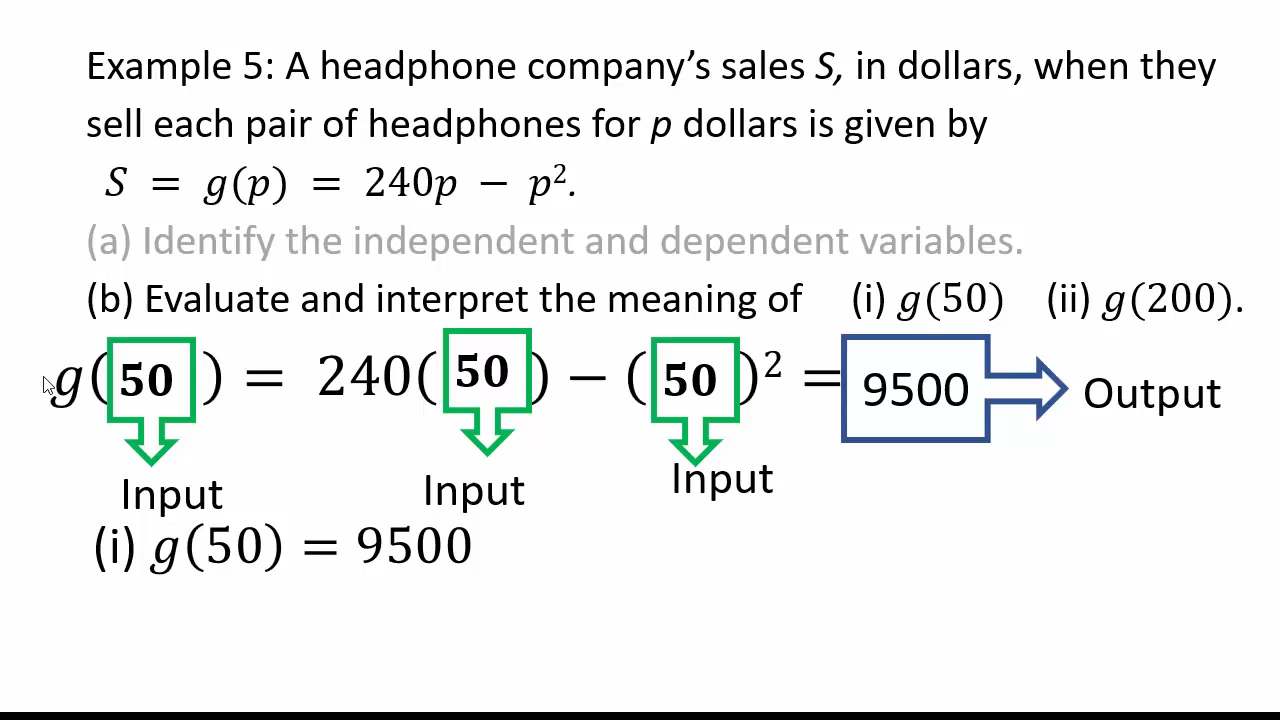 Example 5: A headphone company’s sales S, in dollars, when they
sell each pair of headphones for p dollars is given by
S = g(p) = 240p − p².
(a) Identify the independent and dependent variables.
(b) Evaluate and interpret the meaning of (i) g(50) (ii) g(200).
g(50) = 240(50) − (50)² = 9500 Output
Input Input Input
(i) g(50) = 9500